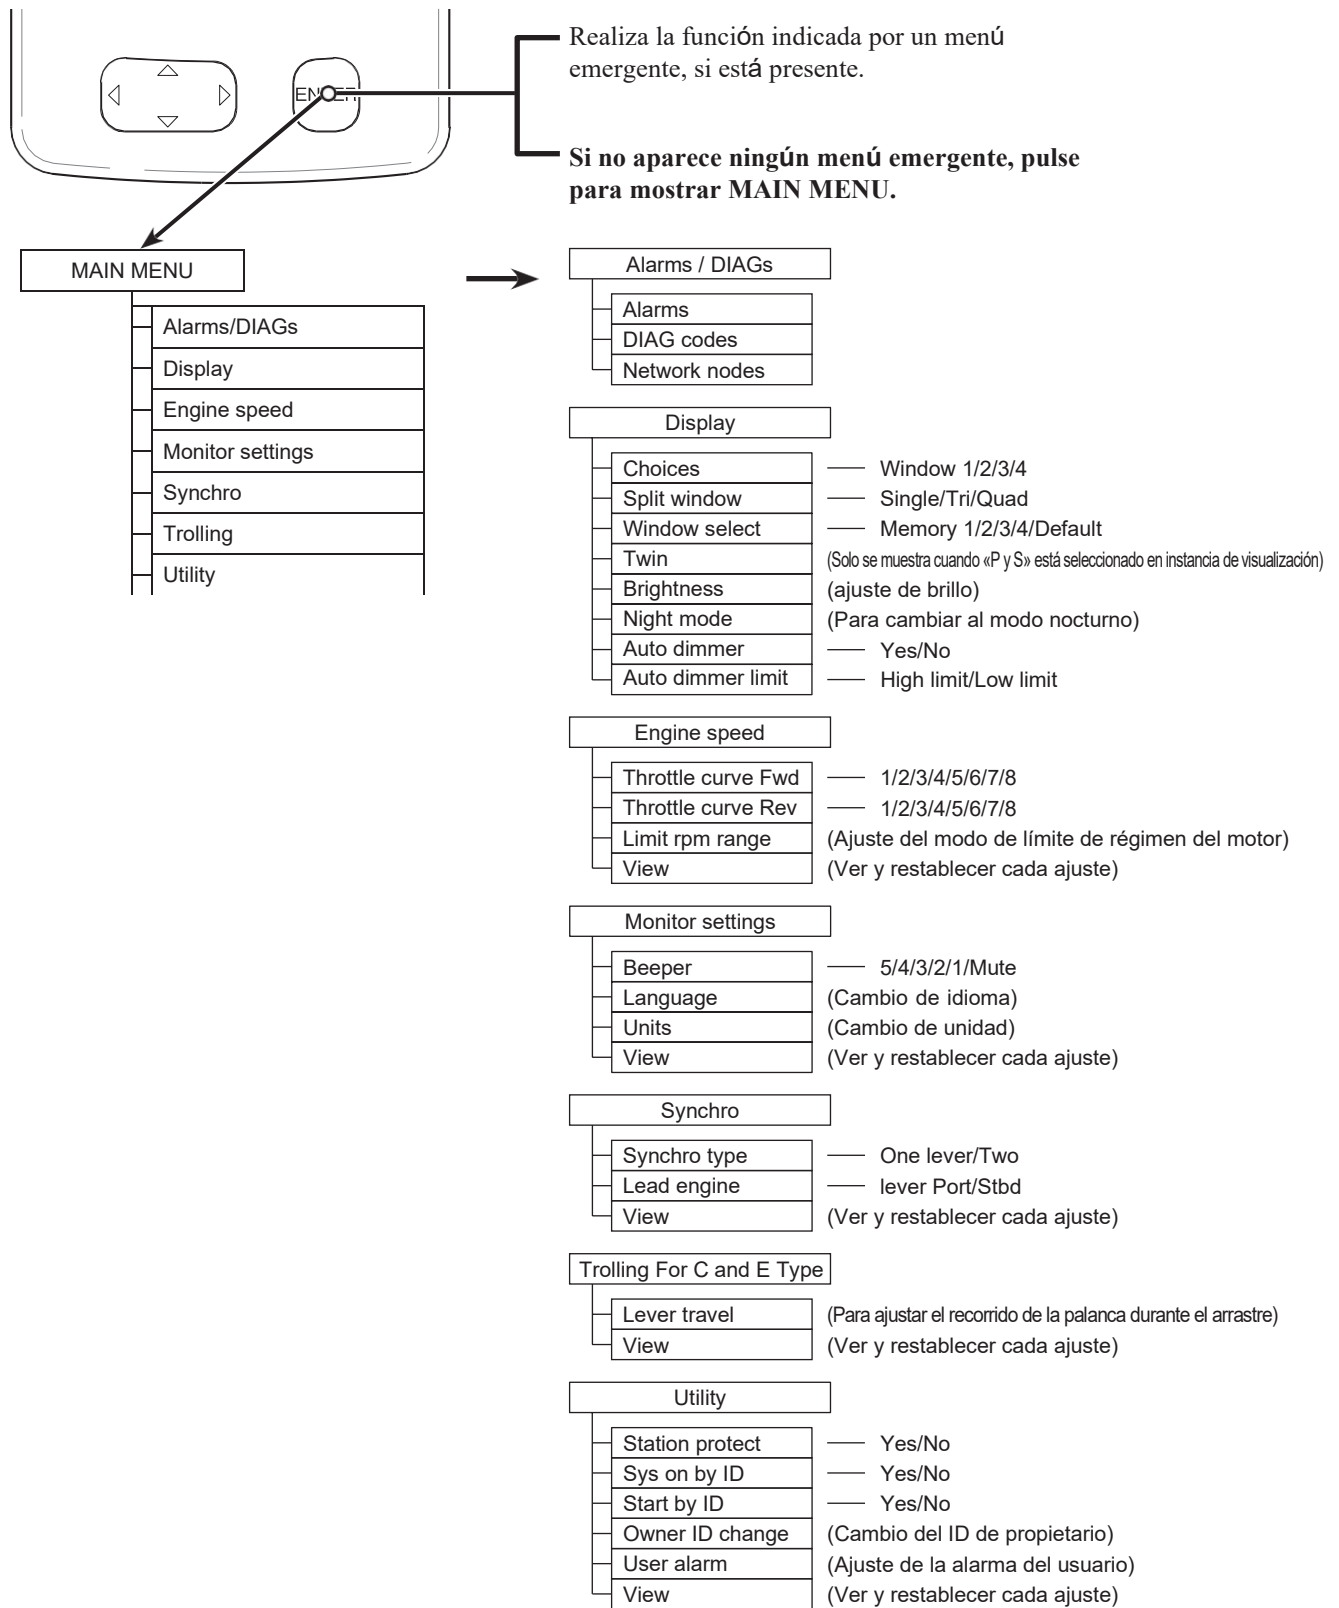 Realiza la función indicada por un menú
emergente, si está presente.
ENTER
Si no aparece ningún menú emergente, pulse
para mostrar MAIN MENU.
MAIN MENU
Alarms/DIAGs
Display
Engine speed
Monitor settings
Synchro
Trolling
Utility
Alarms / DIAGs
Alarms
DIAG codes
Network nodes
Display
Choices Window 1/2/3/4
Split window Single/Tri/Quad
Window select Memory 1/2/3/4/Default
Twin (Solo se muestra cuando «P y S» está seleccionado en instancia de visualización)
Brightness (ajuste de brillo)
Night mode (Para cambiar al modo nocturno)
Auto dimmer Yes/No
Auto dimmer limit High limit/Low limit
Engine speed
Throttle curve Fwd 1/2/3/4/5/6/7/8
Throttle curve Rev 1/2/3/4/5/6/7/8
Limit rpm range (Ajuste del modo de límite de régimen del motor)
View (Ver y restablecer cada ajuste)
Monitor settings
Beeper 5/4/3/2/1/Mute
Language (Cambio de idioma)
Units (Cambio de unidad)
View (Ver y restablecer cada ajuste)
Synchro
Synchro type One lever/Two
Lead engine lever Port/Stbd
View (Ver y restablecer cada ajuste)
Trolling For C and E Type
Lever travel (Para ajustar el recorrido de la palanca durante el arrastre)
View (Ver y restablecer cada ajuste)
Utility
Station protect Yes/No
Sys on by ID Yes/No
Start by ID Yes/No
Owner ID change (Cambio del ID de propietario)
User alarm (Ajuste de la alarma del usuario)
View (Ver y restablecer cada ajuste)